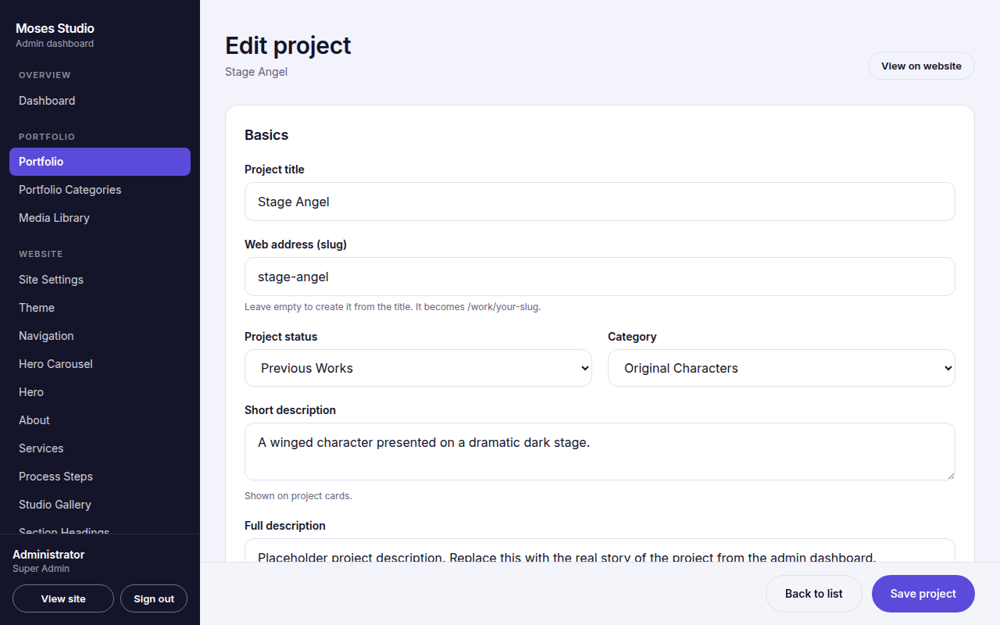 Moses Studio
Admin dashboard
OVERVIEW
Dashboard
PORTFOLIO
Portfolio
Portfolio Categories
Media Library
WEBSITE
Site Settings
Theme
Navigation
Hero Carousel
Hero
About
Services
Process Steps
Studio Gallery
Section Headings
Administrator
Super Admin
View site
Sign out
Edit project
Stage Angel
View on website
Basics
Project title
Stage Angel
Web address (slug)
stage-angel
Leave empty to create it from the title. It becomes /work/your-slug.
Project status
Category
Previous Works
Original Characters
Short description
A winged character presented on a dramatic dark stage.
Shown on project cards.
Full description
Placeholder project description. Replace this with the real story of the project from the admin dashboard.
Back to list
Save project